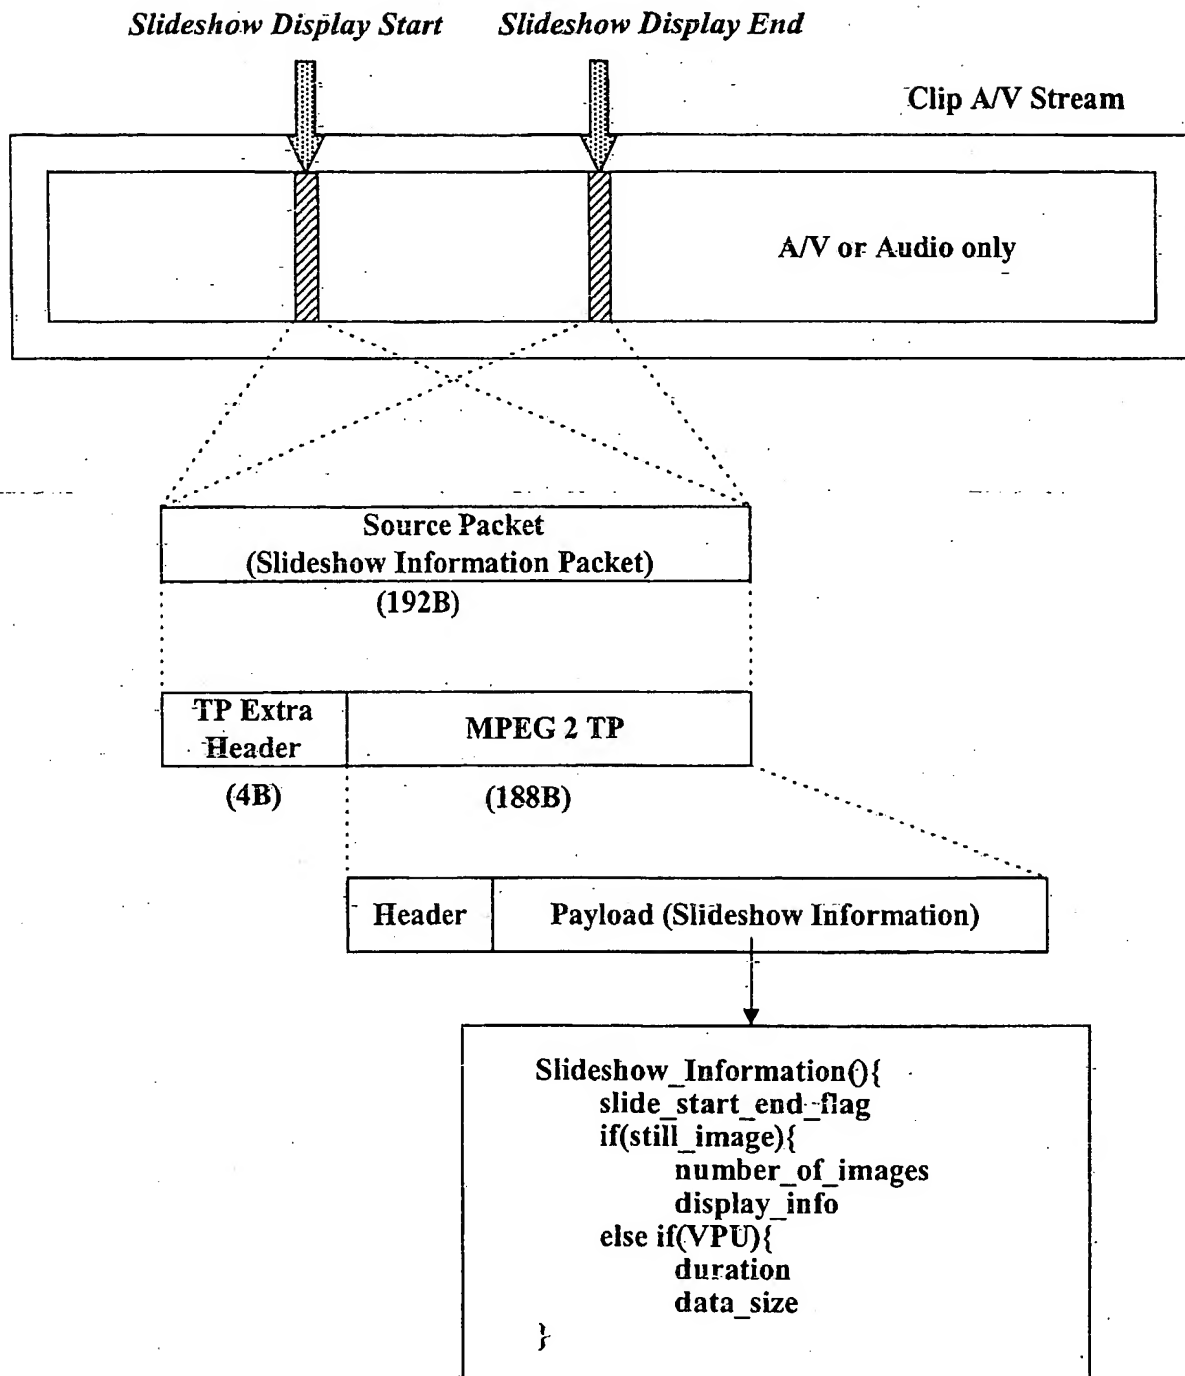 Slideshow Display Start Slideshow Display End
Clip A/V Stream
A/V or Audio only
Source Packet
(Slideshow Information Packet)
(192B)
TP Extra
Header
MPEG 2 TP
(4B) (188B)
Header Payload (Slideshow Information)
Slideshow_Information(){
slide_start_end_flag
if(still_image){
number_of_images
display_info
else if(VPU){
duration
data_size
}